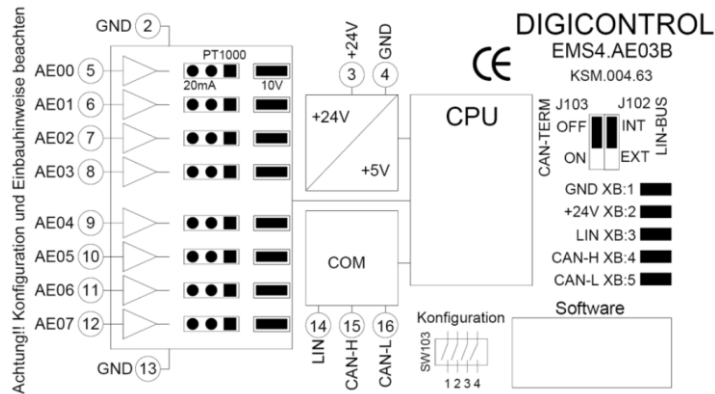 Achtung!! Konfiguration und Einbauhinweise beachten
GND 2
PT1000
20mA 10V
AE00 5
AE01 6
AE02 7
AE03 8
AE04 9
AE05 10
AE06 11
AE07 12
GND 13
+24V GND
3 4
+24V
+5V
COM
14 15 16
LIN CAN-H CAN-L
CPU
DIGICONTROL
EMS4.AE03B
CE
KSM.004.63
J103 J102
CAN-TERM
OFF INT
ON EXT
LIN-BUS
GND XB:1
+24V XB:2
LIN XB:3
CAN-H XB:4
CAN-L XB:5
Konfiguration
SW103
1 2 3 4
Software